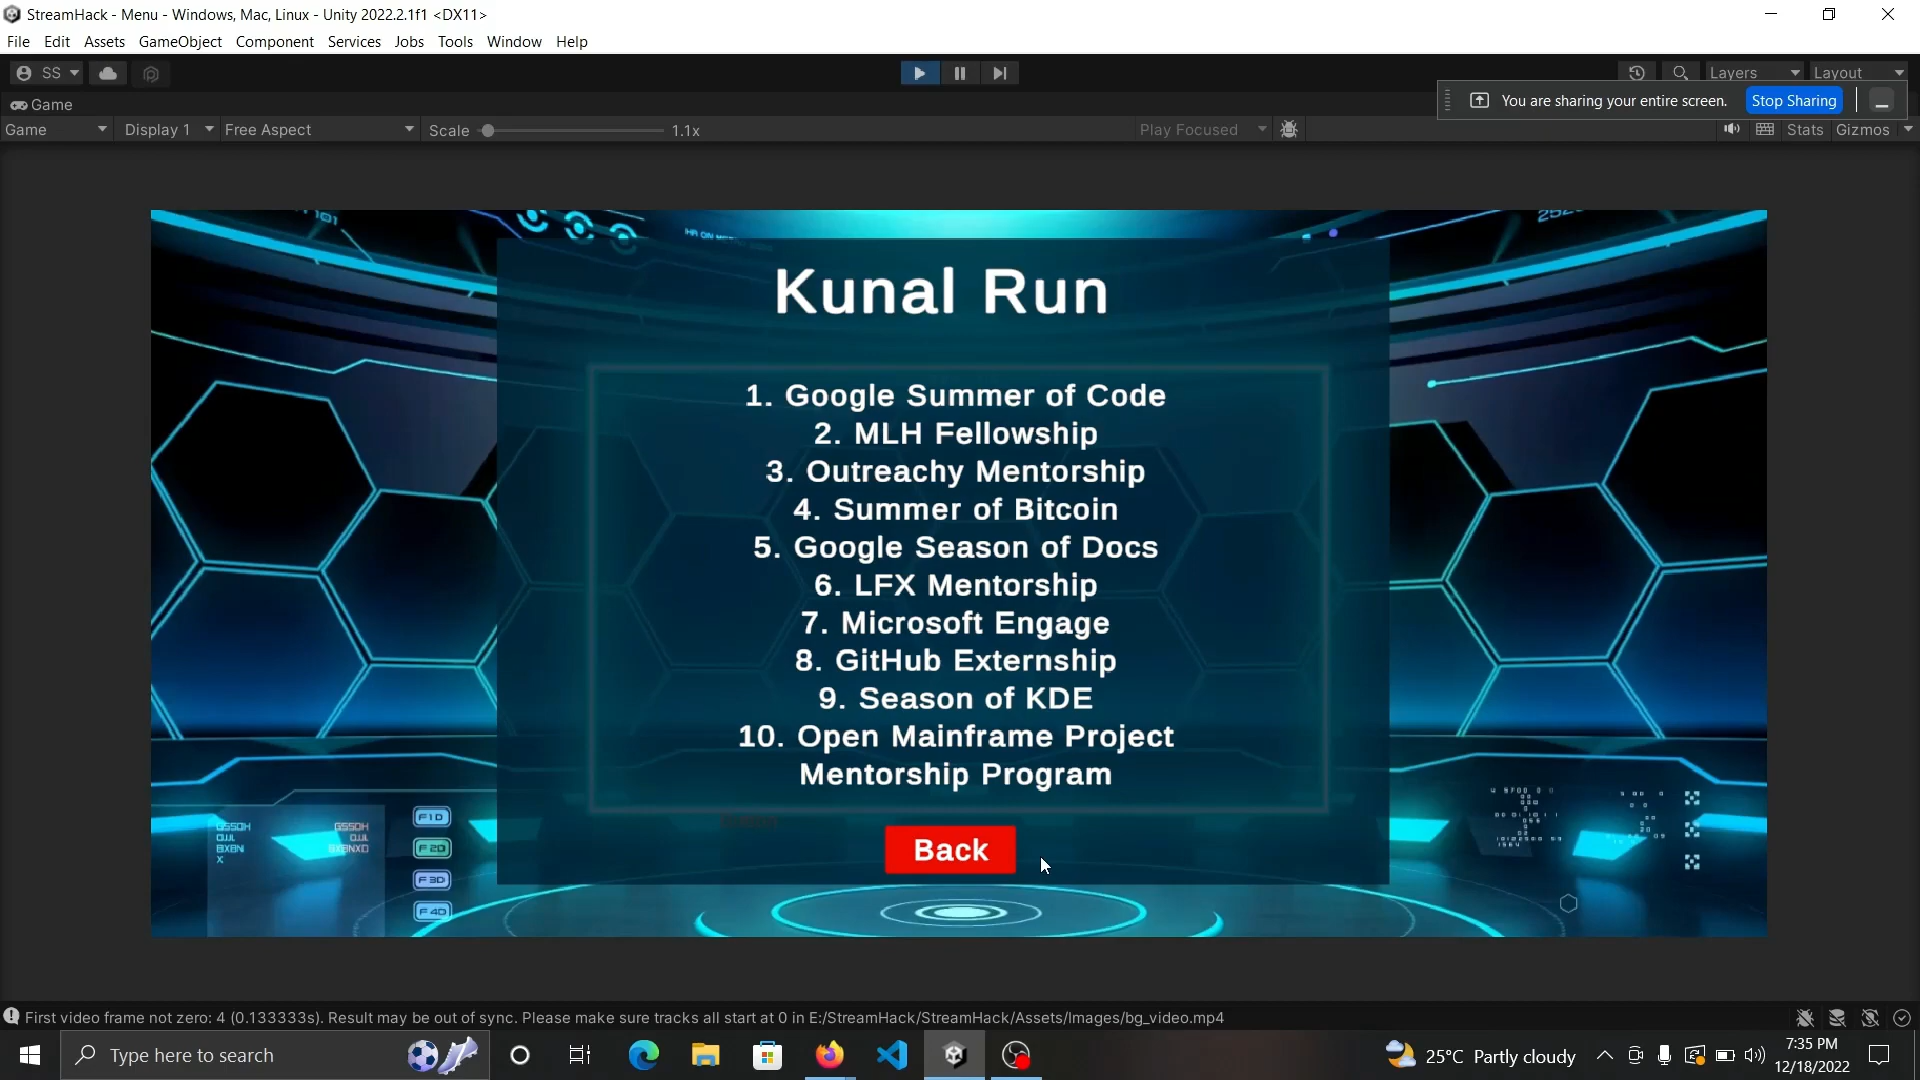 StreamHack - Menu - Windows, Mac, Linux - Unity 2022.2.1f1 <DX11>
File Edit Assets GameObject Component Services Jobs Tools Window Help
SS Layers Layout
Game
You are sharing your entire screen. Stop Sharing
Game Display 1 Free Aspect Scale 1.1x Play Focused Stats Gizmos
Kunal Run
1. Google Summer of Code
2. MLH Fellowship
3. Outreachy Mentorship
4. Summer of Bitcoin
5. Google Season of Docs
6. LFX Mentorship
7. Microsoft Engage
8. GitHub Externship
9. Season of KDE
10. Open Mainframe Project
Mentorship Program
Back
F1D
F2D
F3D
F4D
First video frame not zero: 4 (0.133333s). Result may be out of sync. Please make sure tracks all start at 0 in E:/StreamHack/StreamHack/Assets/Images/bg_video.mp4
Type here to search
25°C Partly cloudy
7:35 PM
12/18/2022